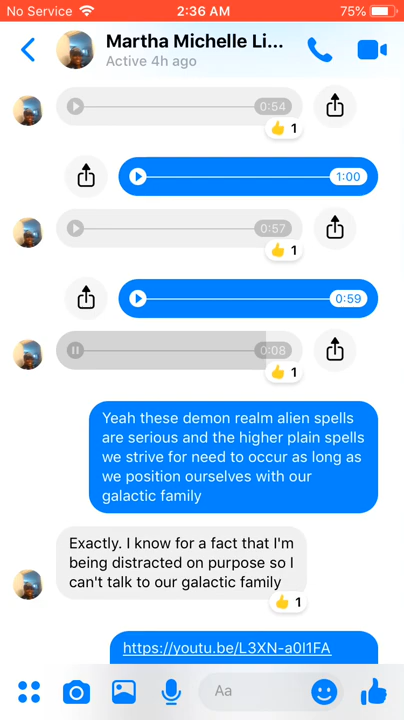 No Service 2:36 AM 75%
Martha Michelle Li...
Active 4h ago
0:54
1
1:00
0:57
1
0:59
0:08
1
Yeah these demon realm alien spells
are serious and the higher plain spells
we strive for need to occur as long as
we position ourselves with our
galactic family
Exactly. I know for a fact that I'm
being distracted on purpose so I
can't talk to our galactic family
1
https://youtu.be/L3XN-a0I1FA
Aa